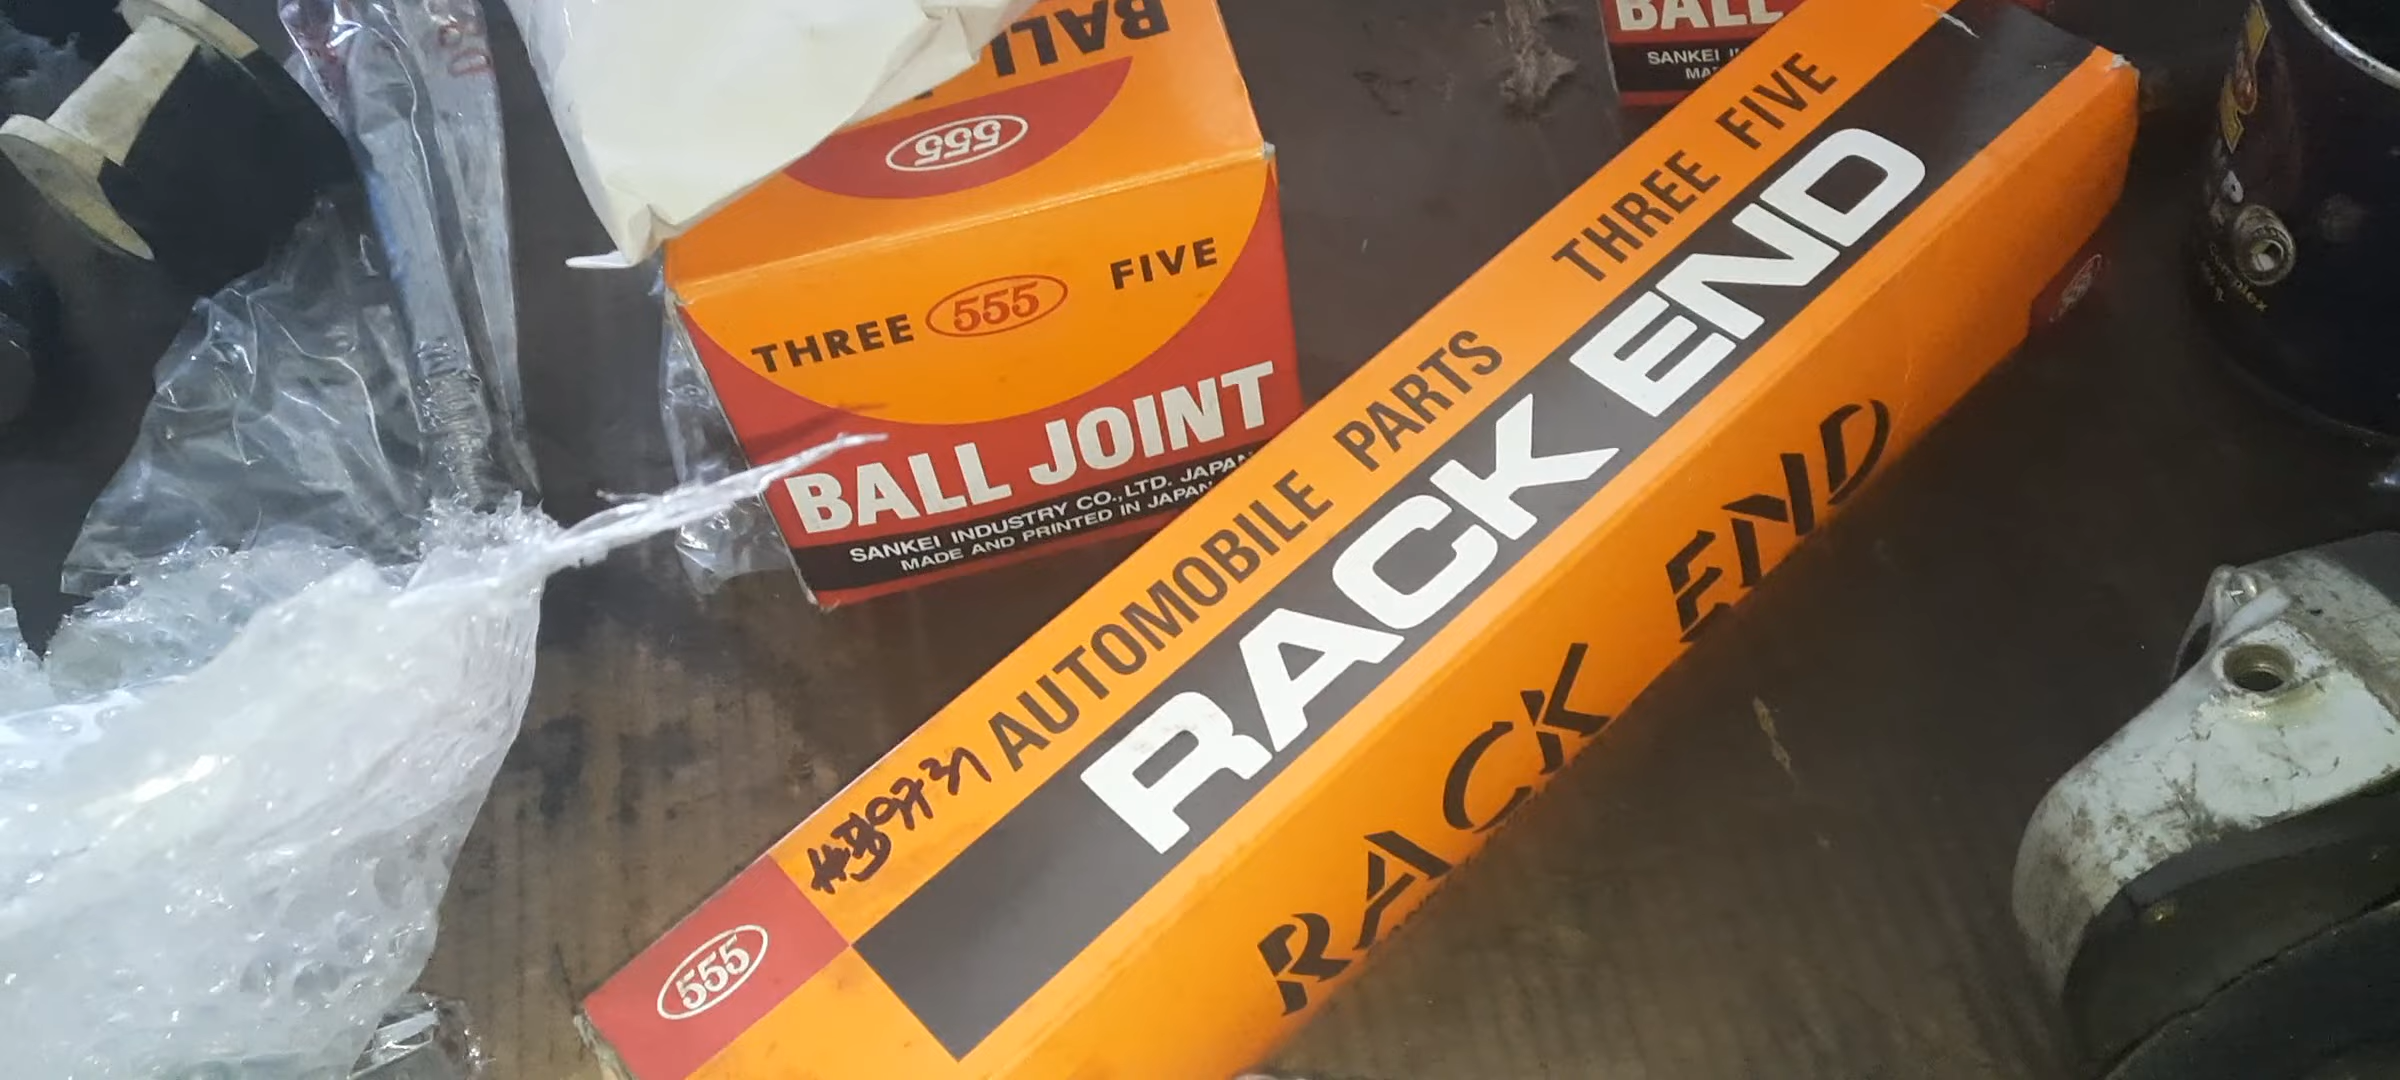 BALL
555
THREE 555 FIVE
BALL JOINT
SANKEI INDUSTRY CO., LTD. JAPAN
MADE AND PRINTED IN JAPAN
BALL
SANKEI
555
AUTOMOBILE PARTS THREE FIVE
RACK END
RACK END
555